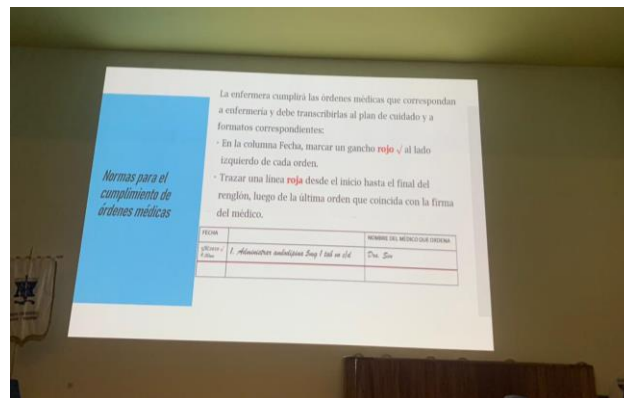 La enfermera cumplirá las órdenes médicas que correspondan
a enfermería y debe transcribirlas al plan de cuidado y a
formatos correspondientes:
· En la columna Fecha, marcar un gancho rojo √ al lado
izquierdo de cada orden.
· Trazar una línea roja desde el inicio hasta el final del
renglón, luego de la última orden que coincida con la firma
del médico.
Normas para el
cumplimiento de
órdenes médicas
FECHA NOMBRE DEL MÉDICO QUE ORDENA
1. Administrar amlodipina 5mg 1 tab vo c/d Dra.